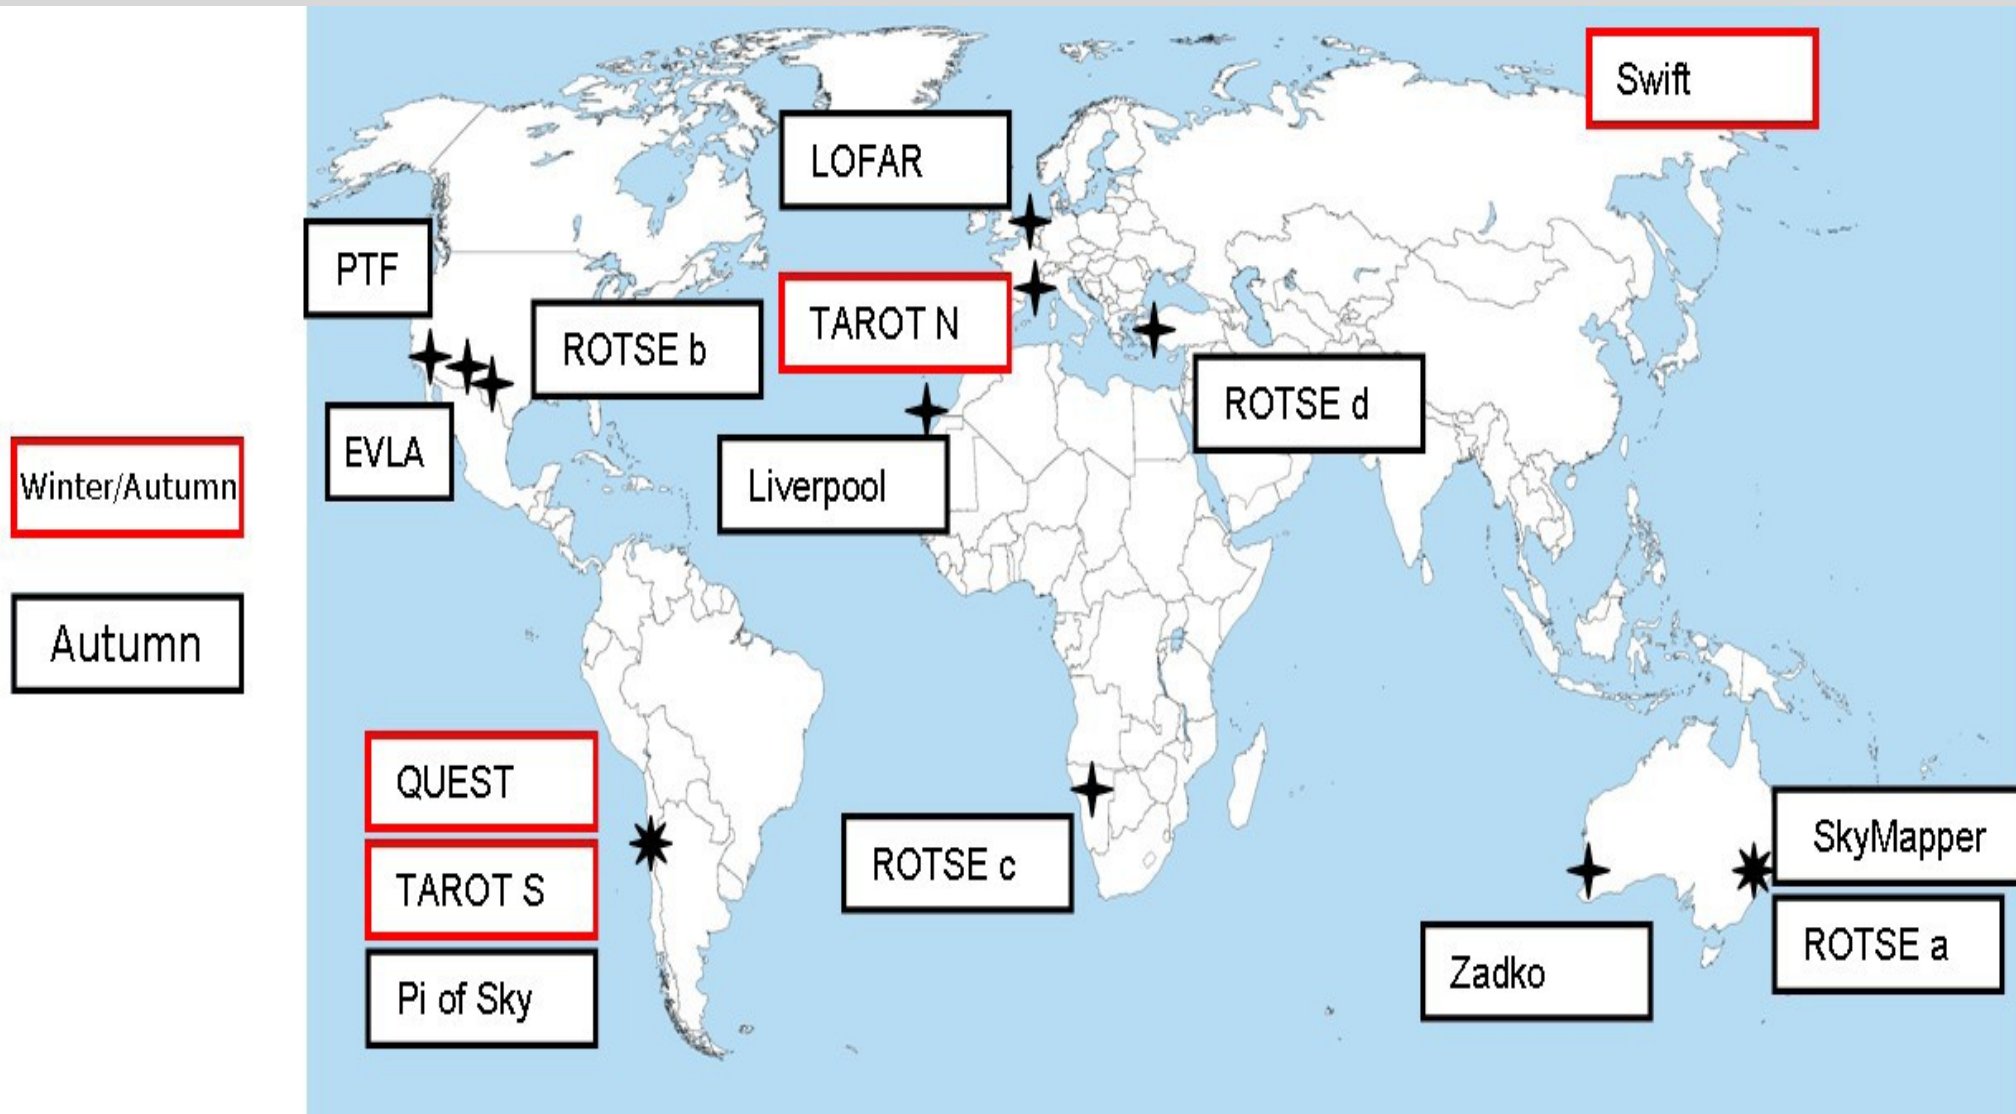 Swift
LOFAR
PTF
TAROT N
ROTSE b
ROTSE d
EVLA
Liverpool
Winter/Autumn
Autumn
QUEST
TAROT S
Pi of Sky
ROTSE c
SkyMapper
ROTSE a
Zadko